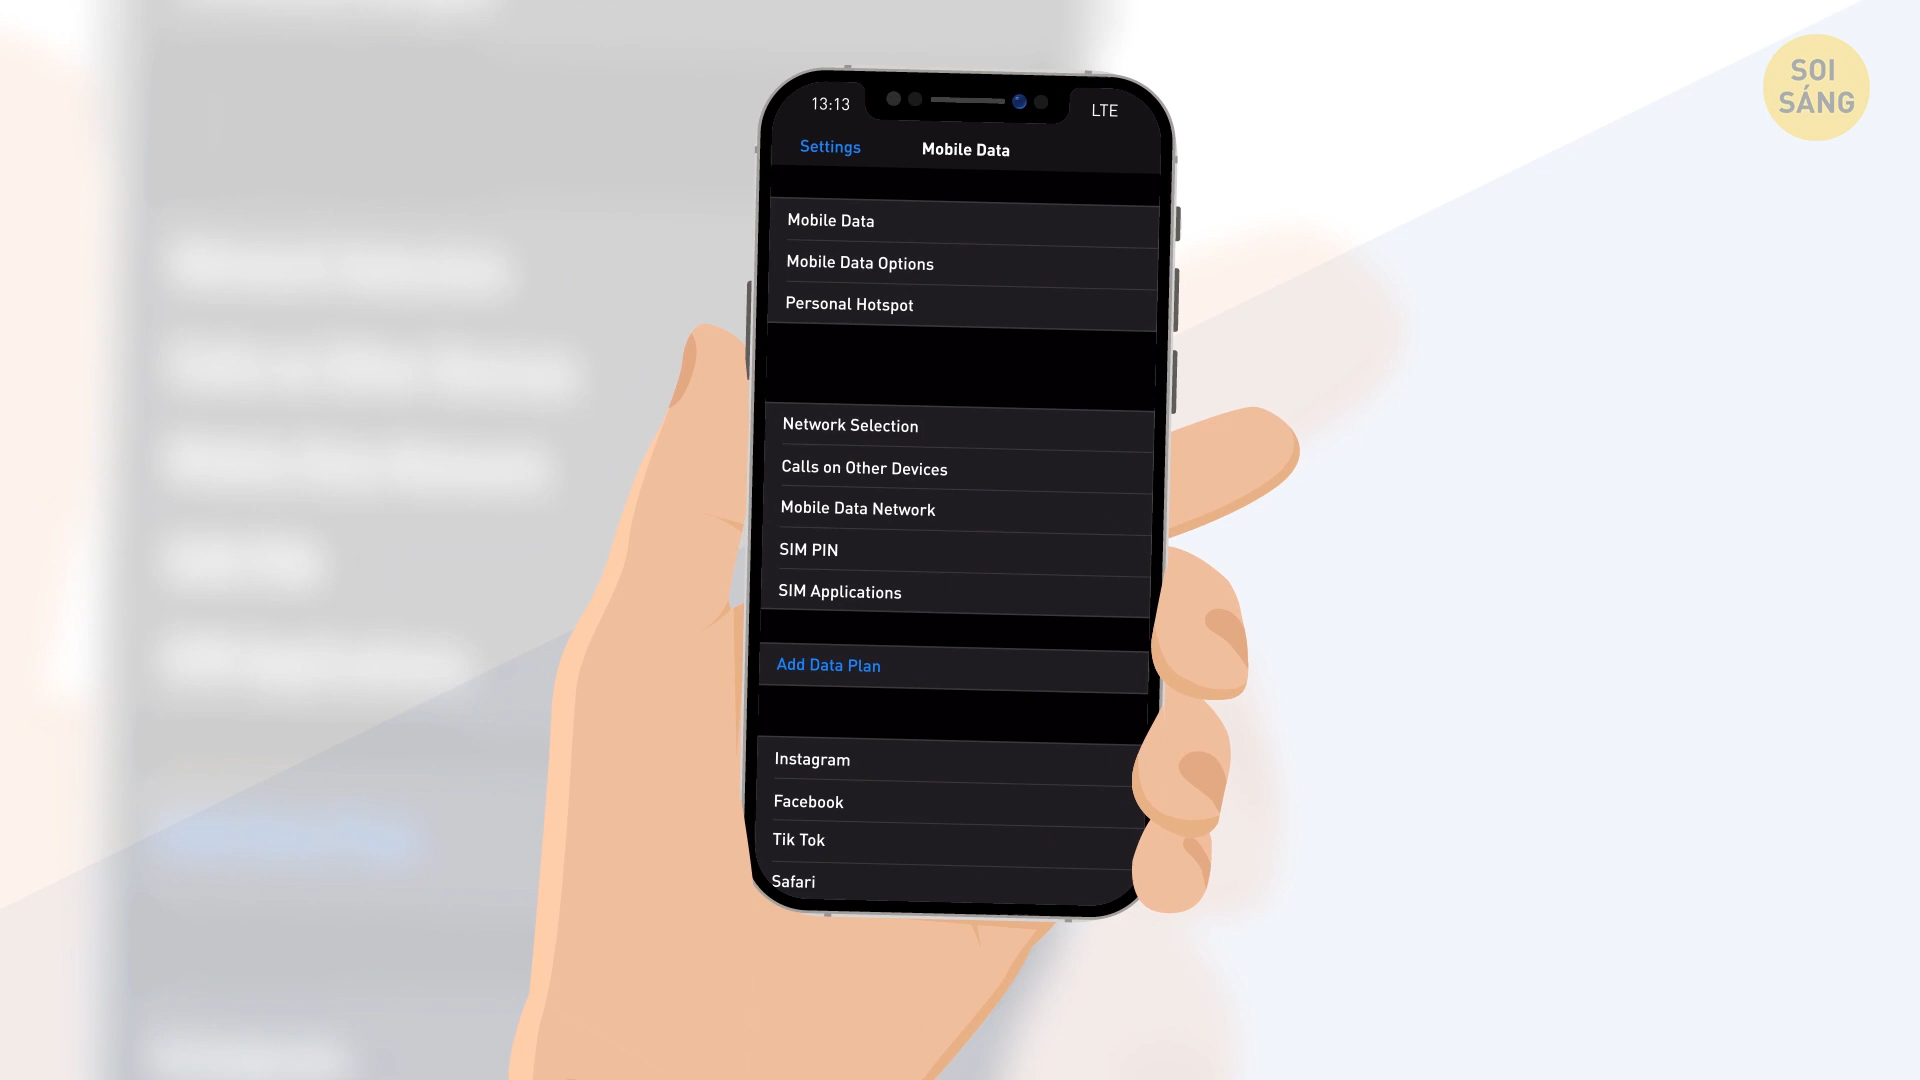 SOI
SÁNG
13:13
LTE
Settings
Mobile Data
Mobile Data
Mobile Data Options
Personal Hotspot
Network Selection
Calls on Other Devices
Mobile Data Network
SIM PIN
SIM Applications
Add Data Plan
Instagram
Facebook
Tik Tok
Safari